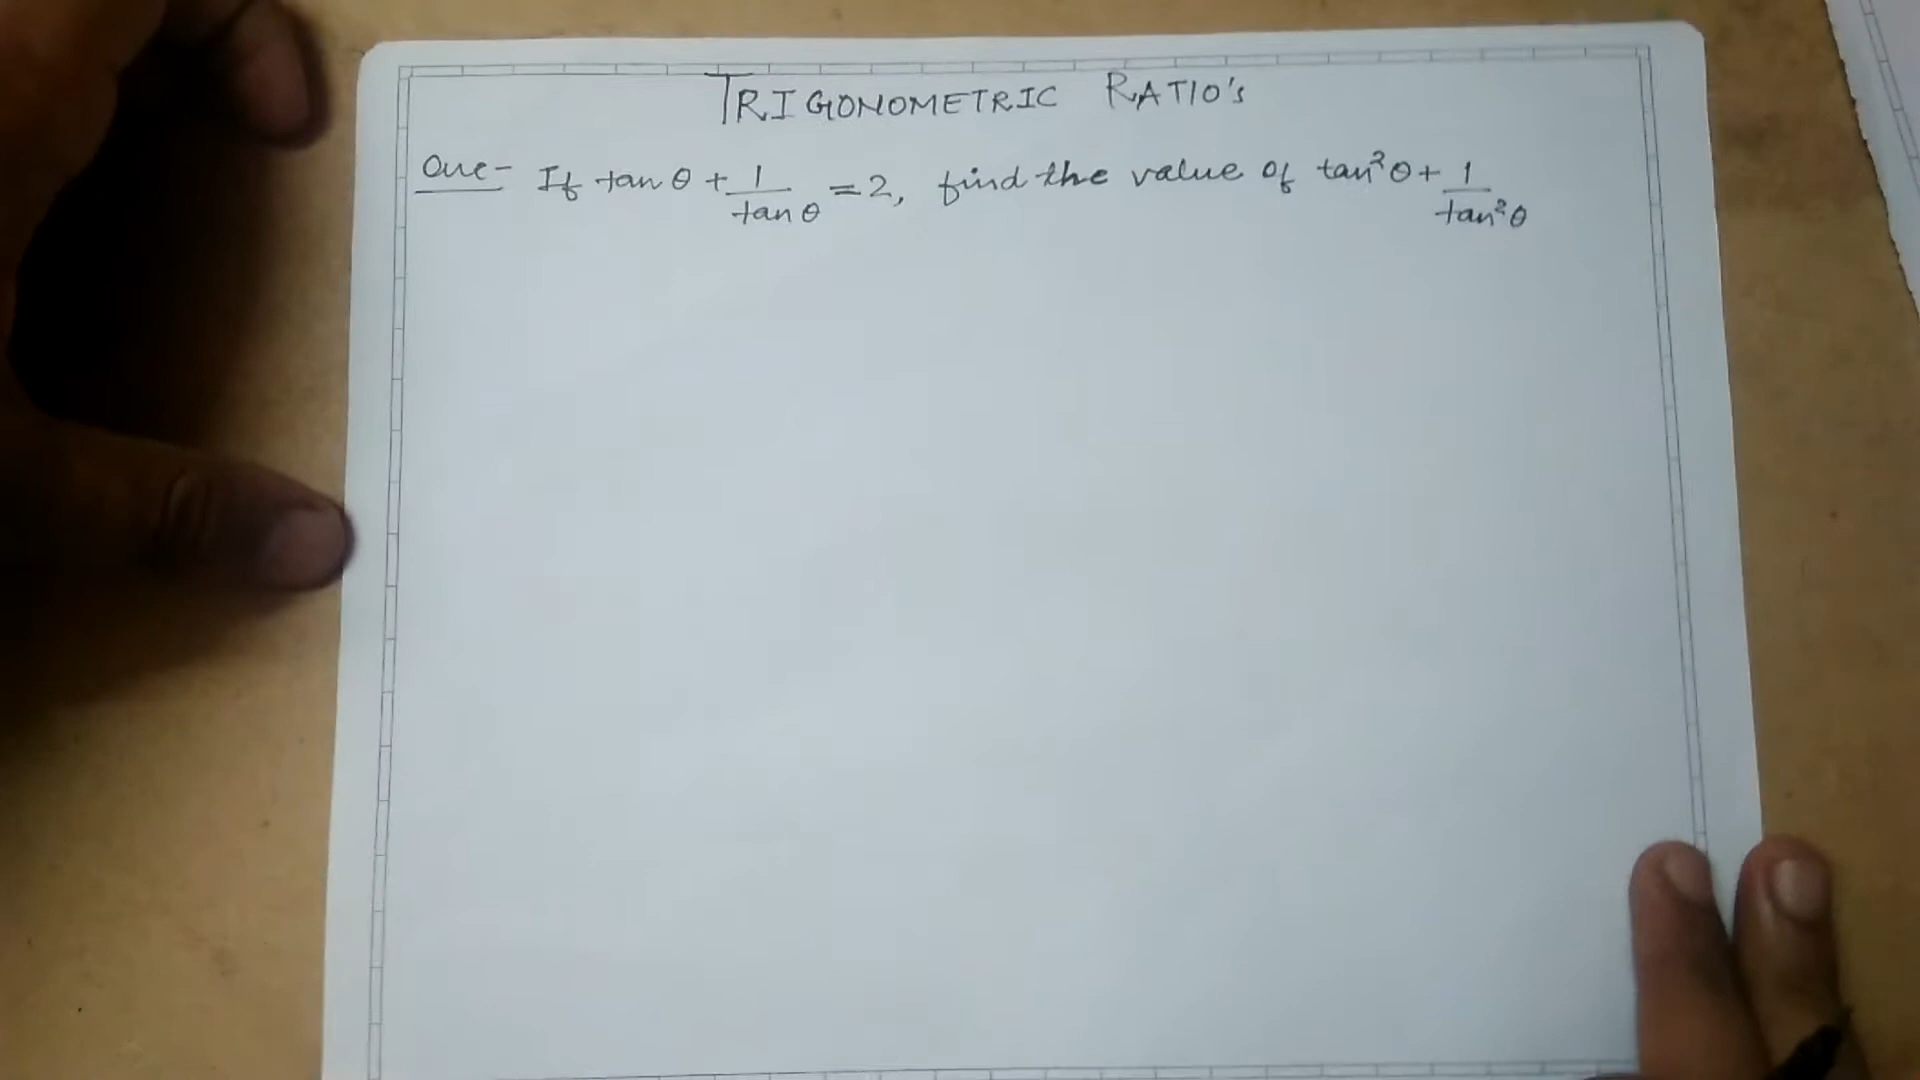 TRIGONOMETRIC RATIO's
Que- If tan θ + 1/tan θ = 2, find the value of tan²θ + 1/tan²θ